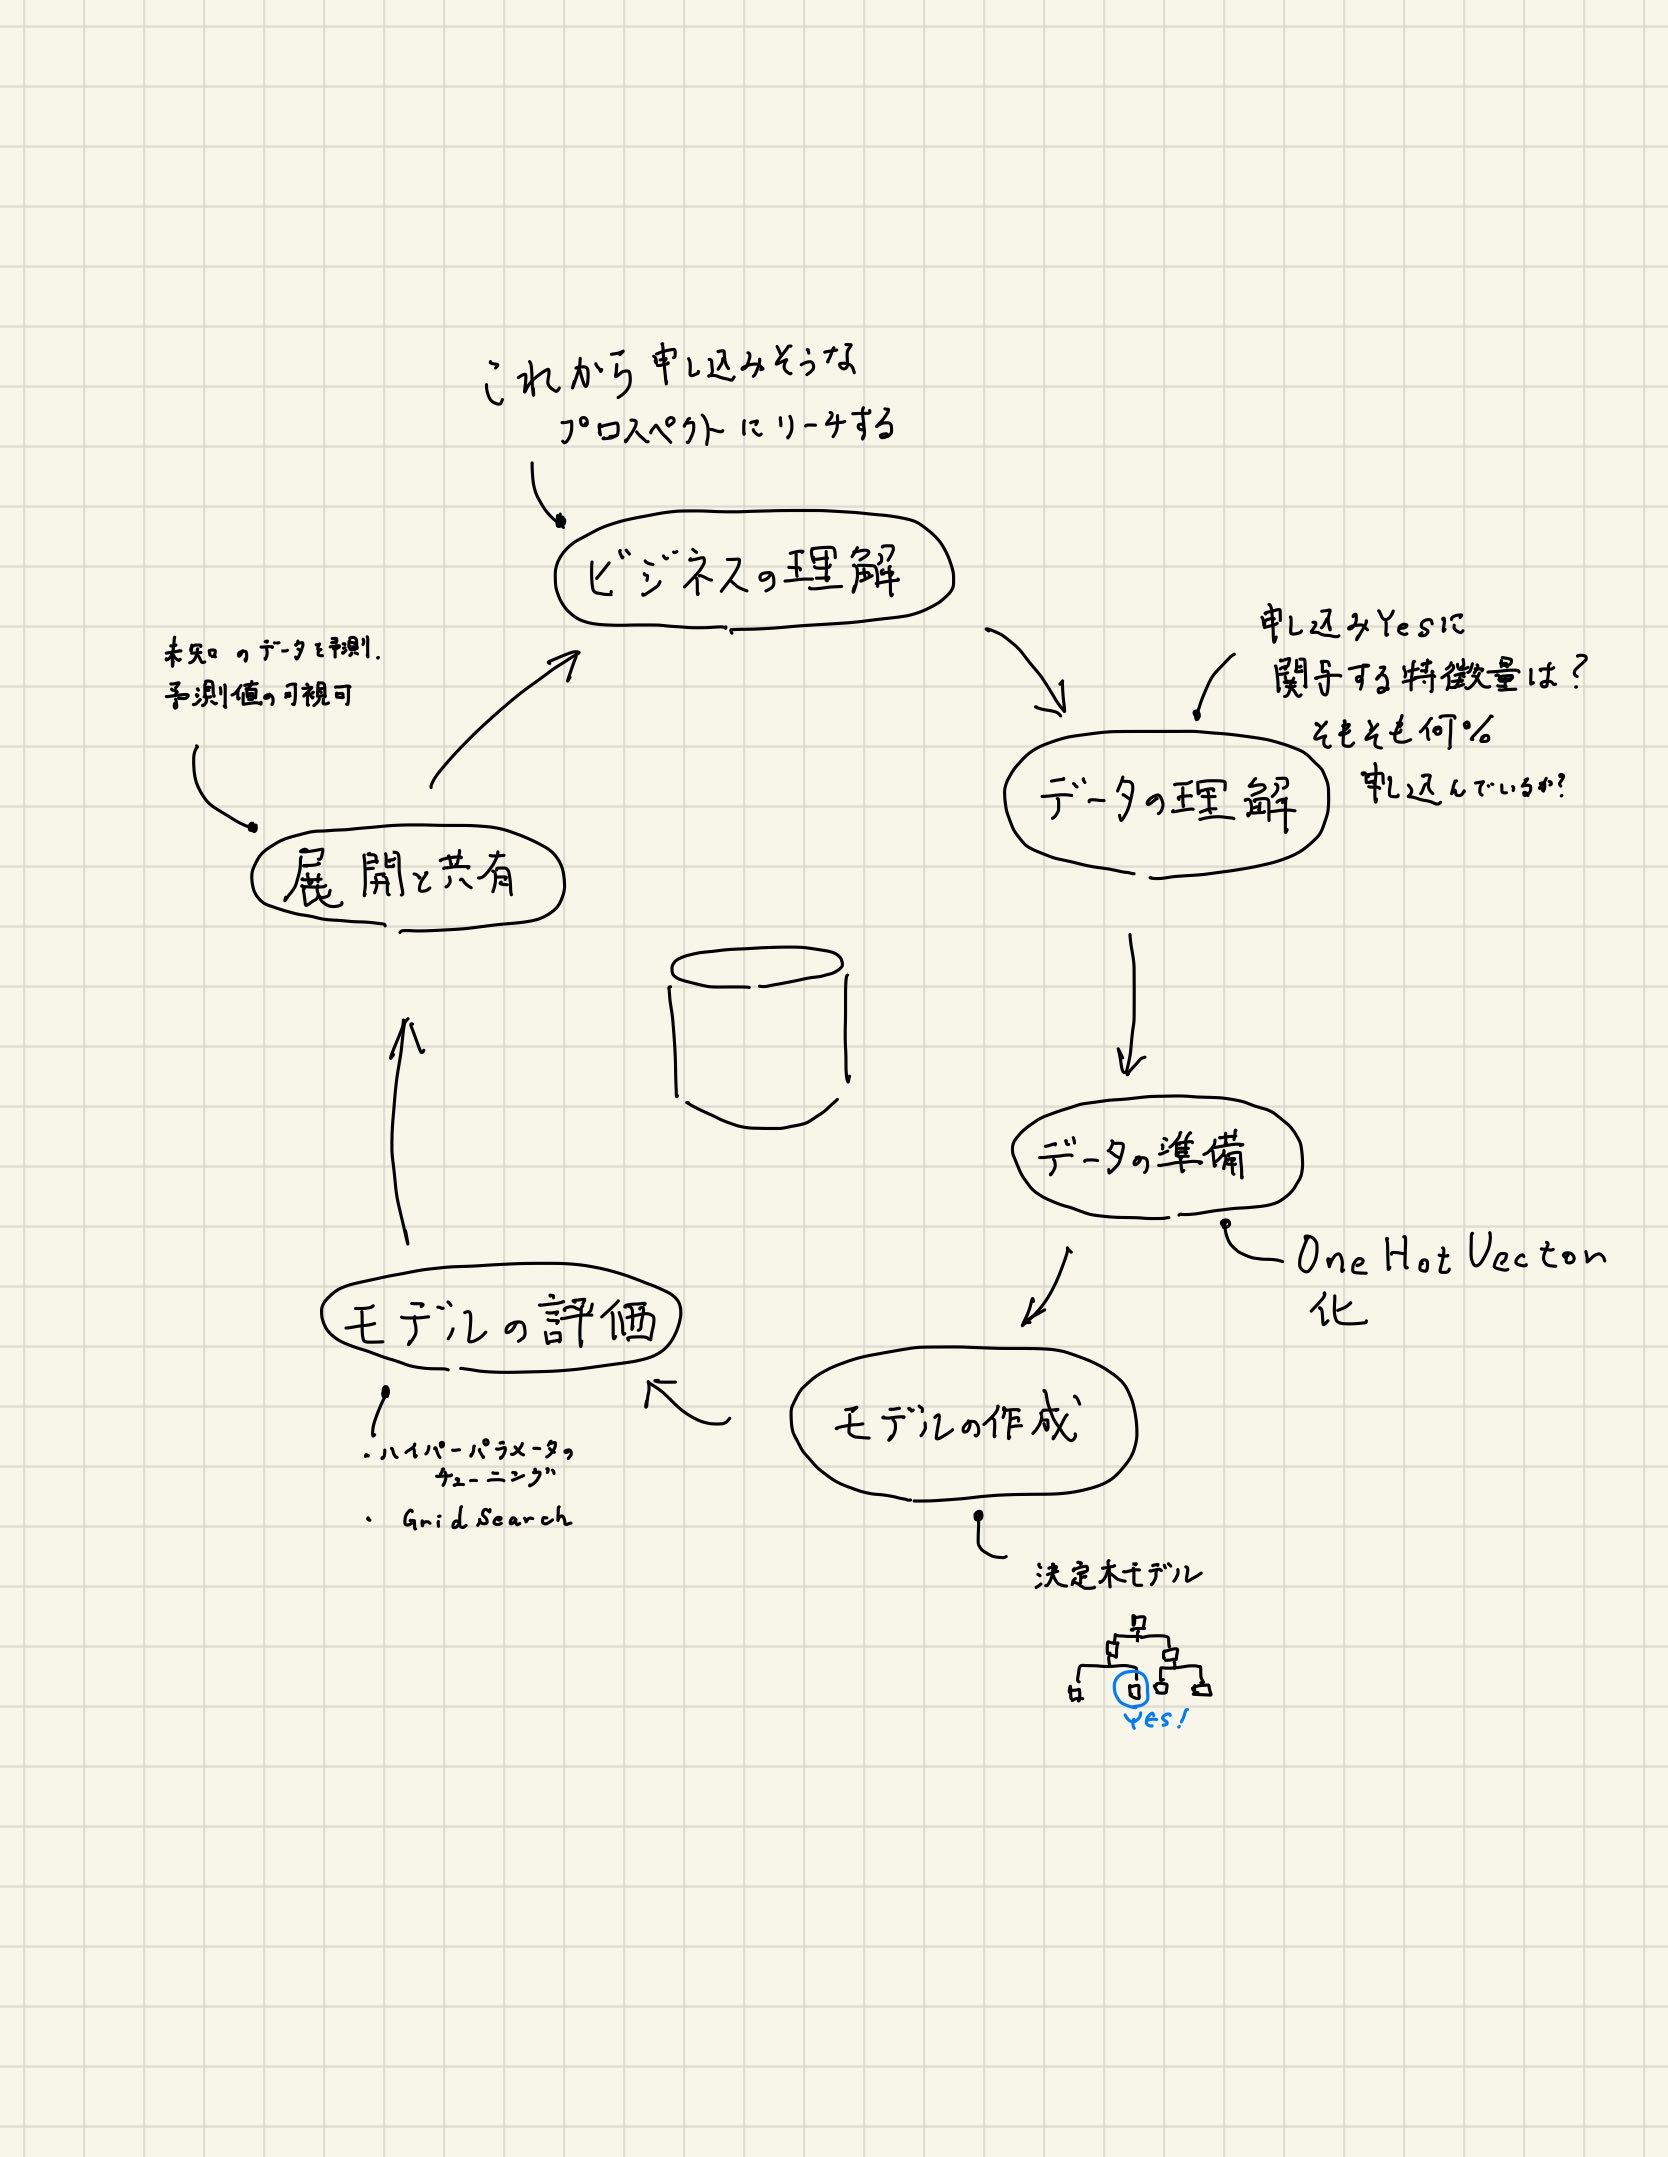 これから申し込みそうな
プロスペクトにリーチする
ビジネスの理解
申し込みYesに
関与する特徴量は?
そもそも何%
申し込んでいるか?
データの理解
未知のデータを予測.
予測値の可視可
展開と共有
データの準備
One Hot Vector
化
モデルの評価
・ハイパーパラメータの
チューニング
・ Grid Search
モデルの作成
決定木モデル
YES!